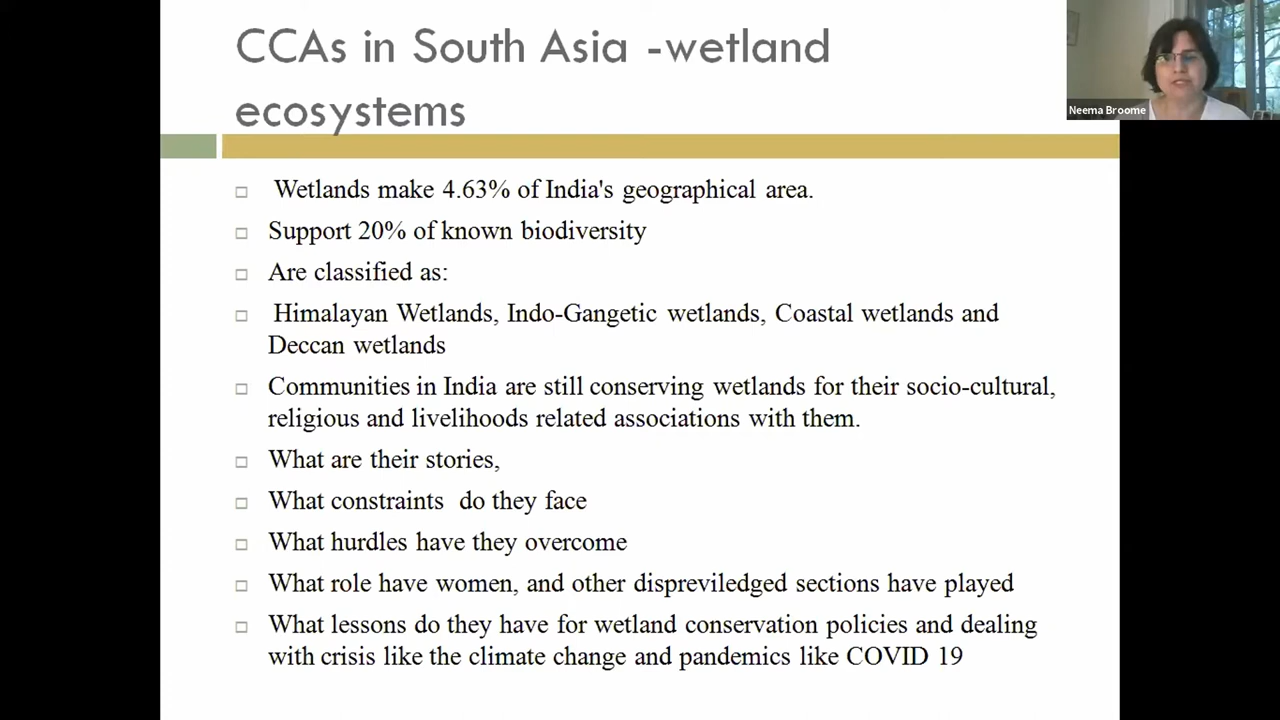 CCAs in South Asia -wetland
ecosystems
Neema Broome
Wetlands make 4.63% of India's geographical area.
Support 20% of known biodiversity
Are classified as:
Himalayan Wetlands, Indo-Gangetic wetlands, Coastal wetlands and
Deccan wetlands
Communities in India are still conserving wetlands for their socio-cultural,
religious and livelihoods related associations with them.
What are their stories,
What constraints do they face
What hurdles have they overcome
What role have women, and other dispreviledged sections have played
What lessons do they have for wetland conservation policies and dealing
with crisis like the climate change and pandemics like COVID 19